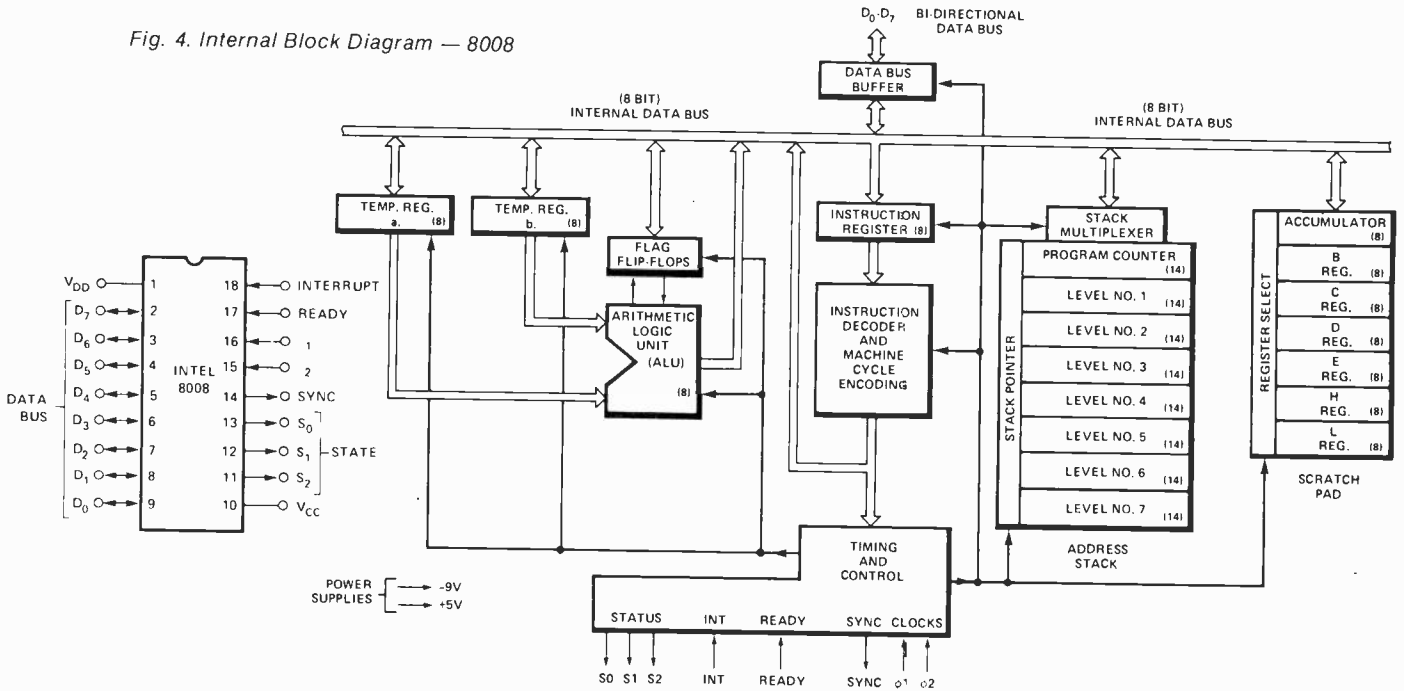 Fig. 4. Internal Block Diagram — 8008
D0-D7 BI-DIRECTIONAL
DATA BUS
DATA BUS
BUFFER
(8 BIT)
INTERNAL DATA BUS
(8 BIT)
INTERNAL DATA BUS
TEMP. REG.
a. (8)
TEMP. REG.
b. (8)
FLAG
FLIP-FLOPS
ARITHMETIC
LOGIC
UNIT
(ALU)
(8)
INSTRUCTION
REGISTER (8)
INSTRUCTION
DECODER
AND
MACHINE
CYCLE
ENCODING
STACK
MULTIPLEXER
STACK POINTER
PROGRAM COUNTER
(14)
LEVEL NO. 1
(14)
LEVEL NO. 2
(14)
LEVEL NO. 3
(14)
LEVEL NO. 4
(14)
LEVEL NO. 5
(14)
LEVEL NO. 6
(14)
LEVEL NO. 7
(14)
ADDRESS
STACK
REGISTER SELECT
ACCUMULATOR
(8)
B
REG. (8)
C
REG. (8)
D
REG. (8)
E
REG. (8)
H
REG. (8)
L
REG. (8)
SCRATCH
PAD
VDD 1 18 INTERRUPT
D7 2 17 READY
D6 3 16 1
D5 4 15 2
D4 5 14 SYNC
D3 6 13 S0
D2 7 12 S1
D1 8 11 S2
D0 9 10 VCC
INTEL
8008
DATA
BUS
STATE
POWER
SUPPLIES
-9V
+5V
TIMING
AND
CONTROL
STATUS INT READY SYNC CLOCKS
S0 S1 S2 INT READY SYNC φ1 φ2